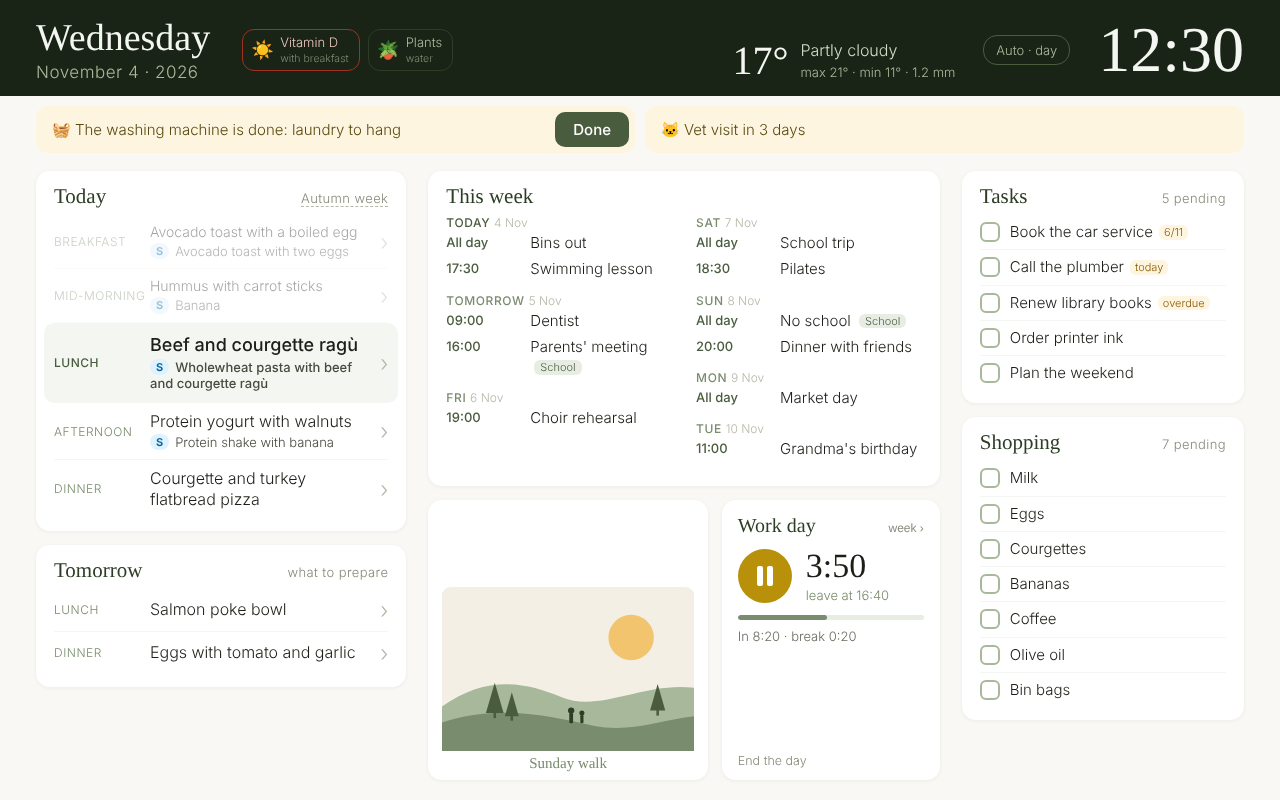 Wednesday
November 4 · 2026
Vitamin D
with breakfast
Plants
water
17°
Partly cloudy
max 21° · min 11° · 1.2 mm
Auto · day
12:30
The washing machine is done: laundry to hang
Done
Vet visit in 3 days
Today
Autumn week
BREAKFAST
Avocado toast with a boiled egg
S Avocado toast with two eggs
MID-MORNING
Hummus with carrot sticks
S Banana
LUNCH
Beef and courgette ragù
S Wholewheat pasta with beef
and courgette ragù
AFTERNOON
Protein yogurt with walnuts
S Protein shake with banana
DINNER
Courgette and turkey
flatbread pizza
Tomorrow
what to prepare
LUNCH
Salmon poke bowl
DINNER
Eggs with tomato and garlic
This week
TODAY 4 Nov
All day Bins out
17:30 Swimming lesson
TOMORROW 5 Nov
09:00 Dentist
16:00 Parents' meeting
School
FRI 6 Nov
19:00 Choir rehearsal
SAT 7 Nov
All day School trip
18:30 Pilates
SUN 8 Nov
All day No school School
20:00 Dinner with friends
MON 9 Nov
All day Market day
TUE 10 Nov
11:00 Grandma's birthday
Sunday walk
Work day
week ›
3:50
leave at 16:40
In 8:20 · break 0:20
End the day
Tasks
5 pending
Book the car service 6/11
Call the plumber today
Renew library books overdue
Order printer ink
Plan the weekend
Shopping
7 pending
Milk
Eggs
Courgettes
Bananas
Coffee
Olive oil
Bin bags